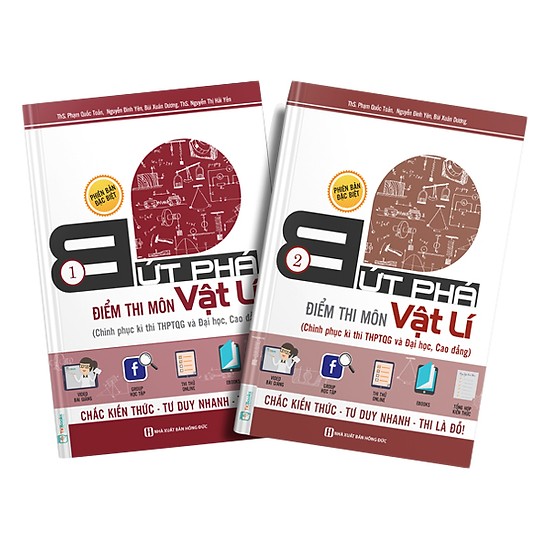 ThS. Phạm Quốc Toản, Nguyễn Đình Yên, Bùi Xuân Dương, ThS. Nguyễn Thị Hải Yến
PHIÊN BẢN
ĐẶC BIỆT
1
BỨT PHÁ
ĐIỂM THI MÔN Vật Lí
(Chinh phục kì thi THPTQG và Đại học, Cao đẳng)
VIDEO
BÀI GIẢNG
GROUP
HỌC TẬP
THI THỬ
ONLINE
EBOOKS
CHẮC KIẾN THỨC - TƯ DUY NHANH -
NHÀ XUẤT BẢN HỒNG ĐỨC
ThS. Phạm Quốc Toản, Nguyễn Đình Yên, Bùi Xuân Dương,
PHIÊN BẢN
ĐẶC BIỆT
2
BỨT PHÁ
ĐIỂM THI MÔN Vật Lí
(Chinh phục kì thi THPTQG và Đại học, Cao đẳng)
VIDEO
BÀI GIẢNG
GROUP
HỌC TẬP
THI THỬ
ONLINE
EBOOKS
TỔNG HỢP
KIẾN THỨC
CHẮC KIẾN THỨC - TƯ DUY NHANH - THI LÀ ĐỖ!
NHÀ XUẤT BẢN HỒNG ĐỨC